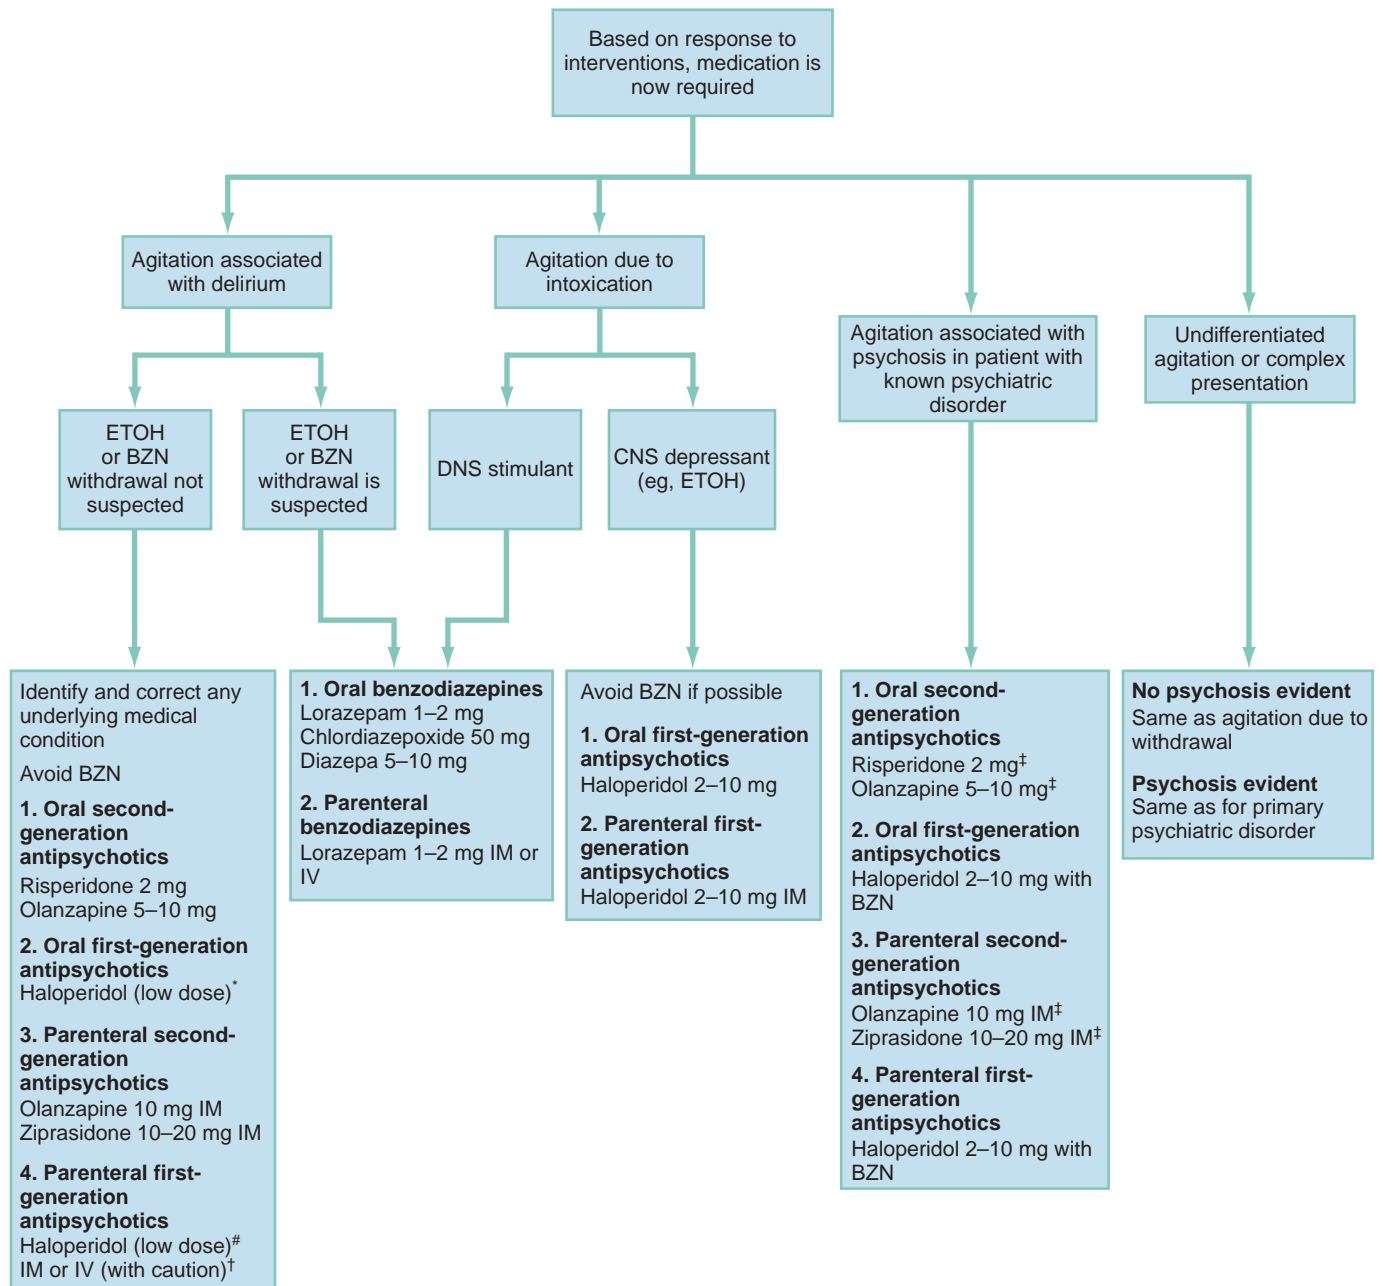 Based on response to
interventions, medication is
now required
Agitation associated
with delirium
Agitation due to
intoxication
Agitation associated with
psychosis in patient with
known psychiatric
disorder
Undifferentiated
agitation or complex
presentation
ETOH
or BZN
withdrawal not
suspected
ETOH
or BZN
withdrawal is
suspected
DNS stimulant
CNS depressant
(eg, ETOH)
Identify and correct any
underlying medical
condition
Avoid BZN
1. Oral second-
generation
antipsychotics
Risperidone 2 mg
Olanzapine 5–10 mg
2. Oral first-generation
antipsychotics
Haloperidol (low dose)*
3. Parenteral second-
generation
antipsychotics
Olanzapine 10 mg IM
Ziprasidone 10–20 mg IM
4. Parenteral first-
generation
antipsychotics
Haloperidol (low dose)#
IM or IV (with caution)†
1. Oral benzodiazepines
Lorazepam 1–2 mg
Chlordiazepoxide 50 mg
Diazepa 5–10 mg
2. Parenteral
benzodiazepines
Lorazepam 1–2 mg IM or
IV
Avoid BZN if possible
1. Oral first-generation
antipsychotics
Haloperidol 2–10 mg
2. Parenteral first-
generation
antipsychotics
Haloperidol 2–10 mg IM
1. Oral second-
generation
antipsychotics
Risperidone 2 mg‡
Olanzapine 5–10 mg‡
2. Oral first-generation
antipsychotics
Haloperidol 2–10 mg with
BZN
3. Parenteral second-
generation
antipsychotics
Olanzapine 10 mg IM‡
Ziprasidone 10–20 mg IM‡
4. Parenteral first-
generation
antipsychotics
Haloperidol 2–10 mg with
BZN
No psychosis evident
Same as agitation due to
withdrawal
Psychosis evident
Same as for primary
psychiatric disorder